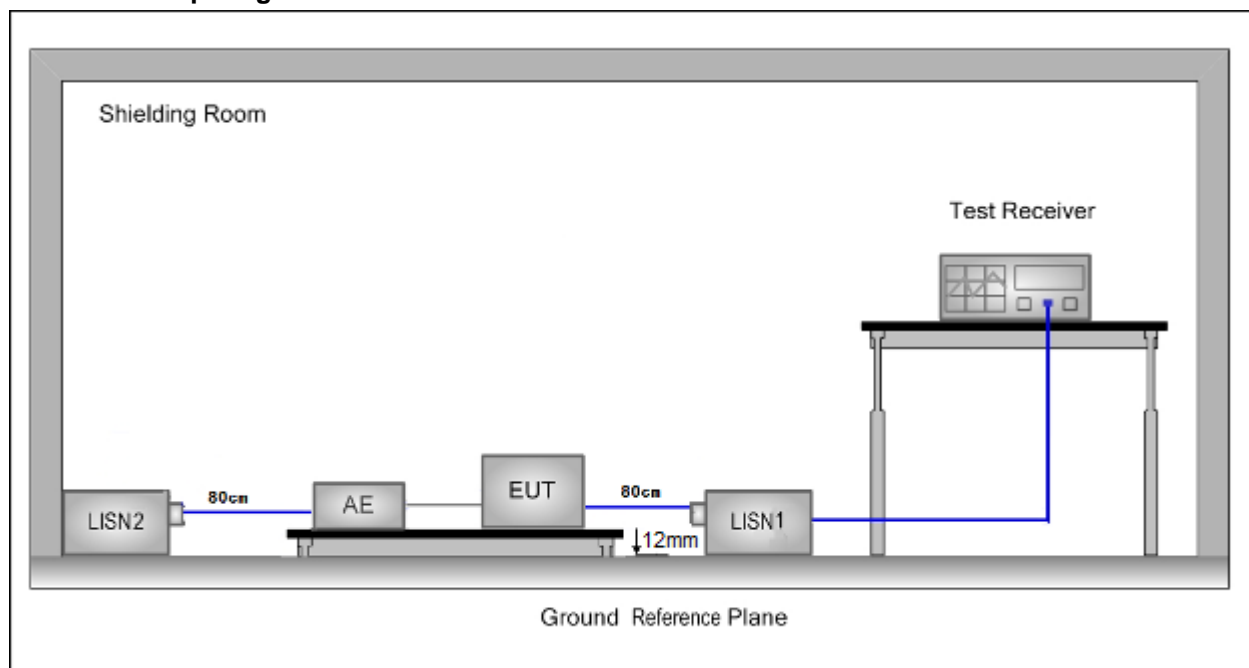 Shielding Room
Test Receiver
80cm
AE
EUT
80cm
LISN2
LISN1
12mm
Ground Reference Plane